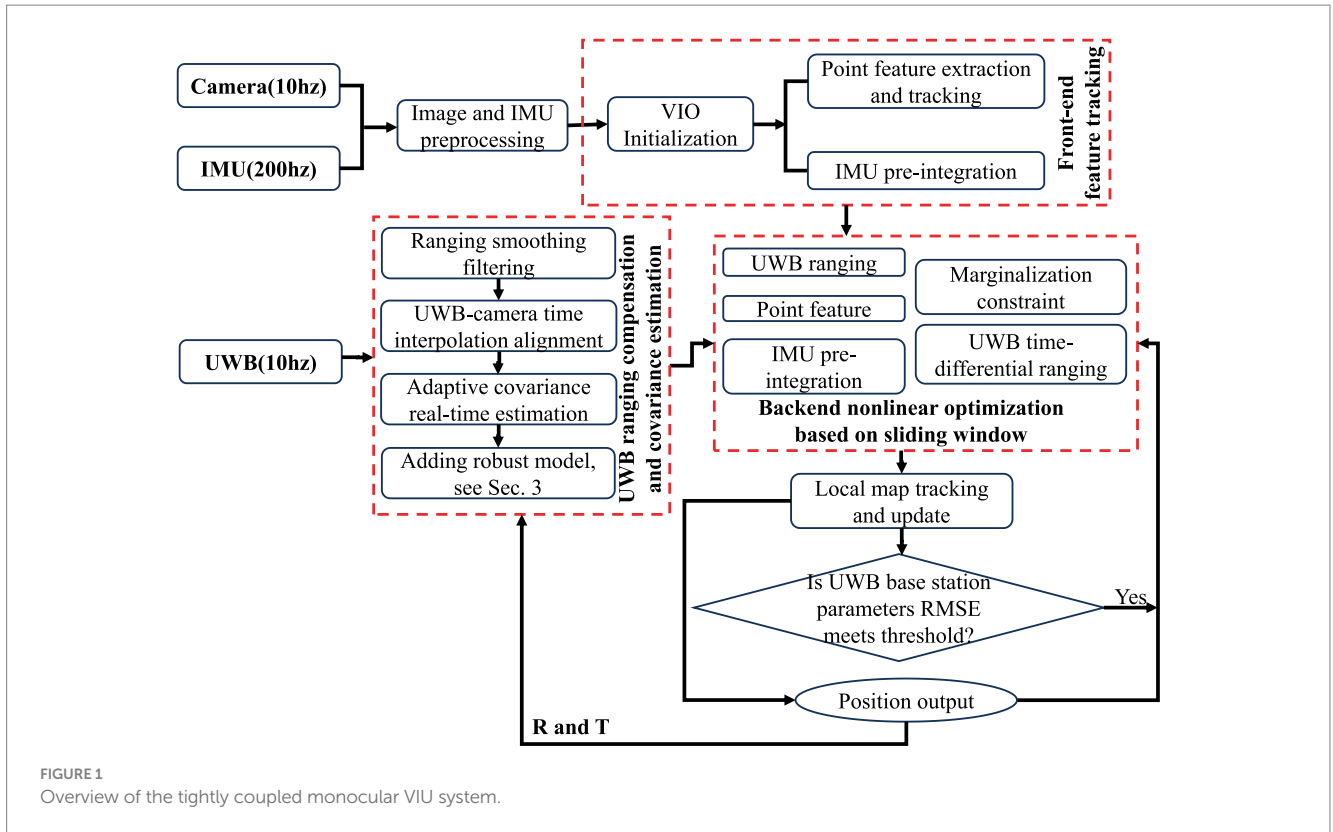 Camera(10hz)
IMU(200hz)
Image and IMU
preprocessing
VIO
Initialization
Point feature extraction
and tracking
IMU pre-integration
Front-end
feature tracking
UWB(10hz)
Ranging smoothing
filtering
UWB-camera time
interpolation alignment
Adaptive covariance
real-time estimation
Adding robust model,
see Sec. 3
UWB ranging compensation
and covariance estimation
UWB ranging
Point feature
IMU pre-
integration
Marginalization
constraint
UWB time-
differential ranging
Backend nonlinear optimization
based on sliding window
Local map tracking
and update
Is UWB base station
parameters RMSE
meets threshold?
Yes
Position output
R and T
FIGURE 1
Overview of the tightly coupled monocular VIU system.